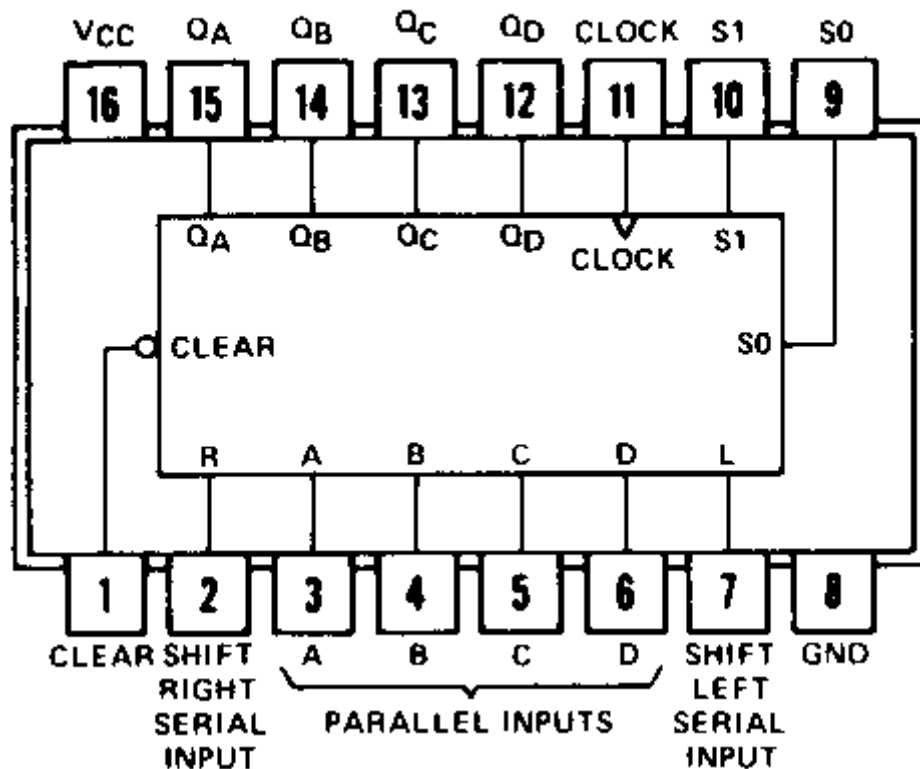 VCC QA QB QC QD CLOCK S1 S0
16 15 14 13 12 11 10 9
QA QB QC QD CLOCK S1
CLEAR S0
R A B C D L
1 2 3 4 5 6 7 8
CLEAR SHIFT RIGHT SERIAL INPUT A B C D SHIFT LEFT SERIAL INPUT GND
PARALLEL INPUTS